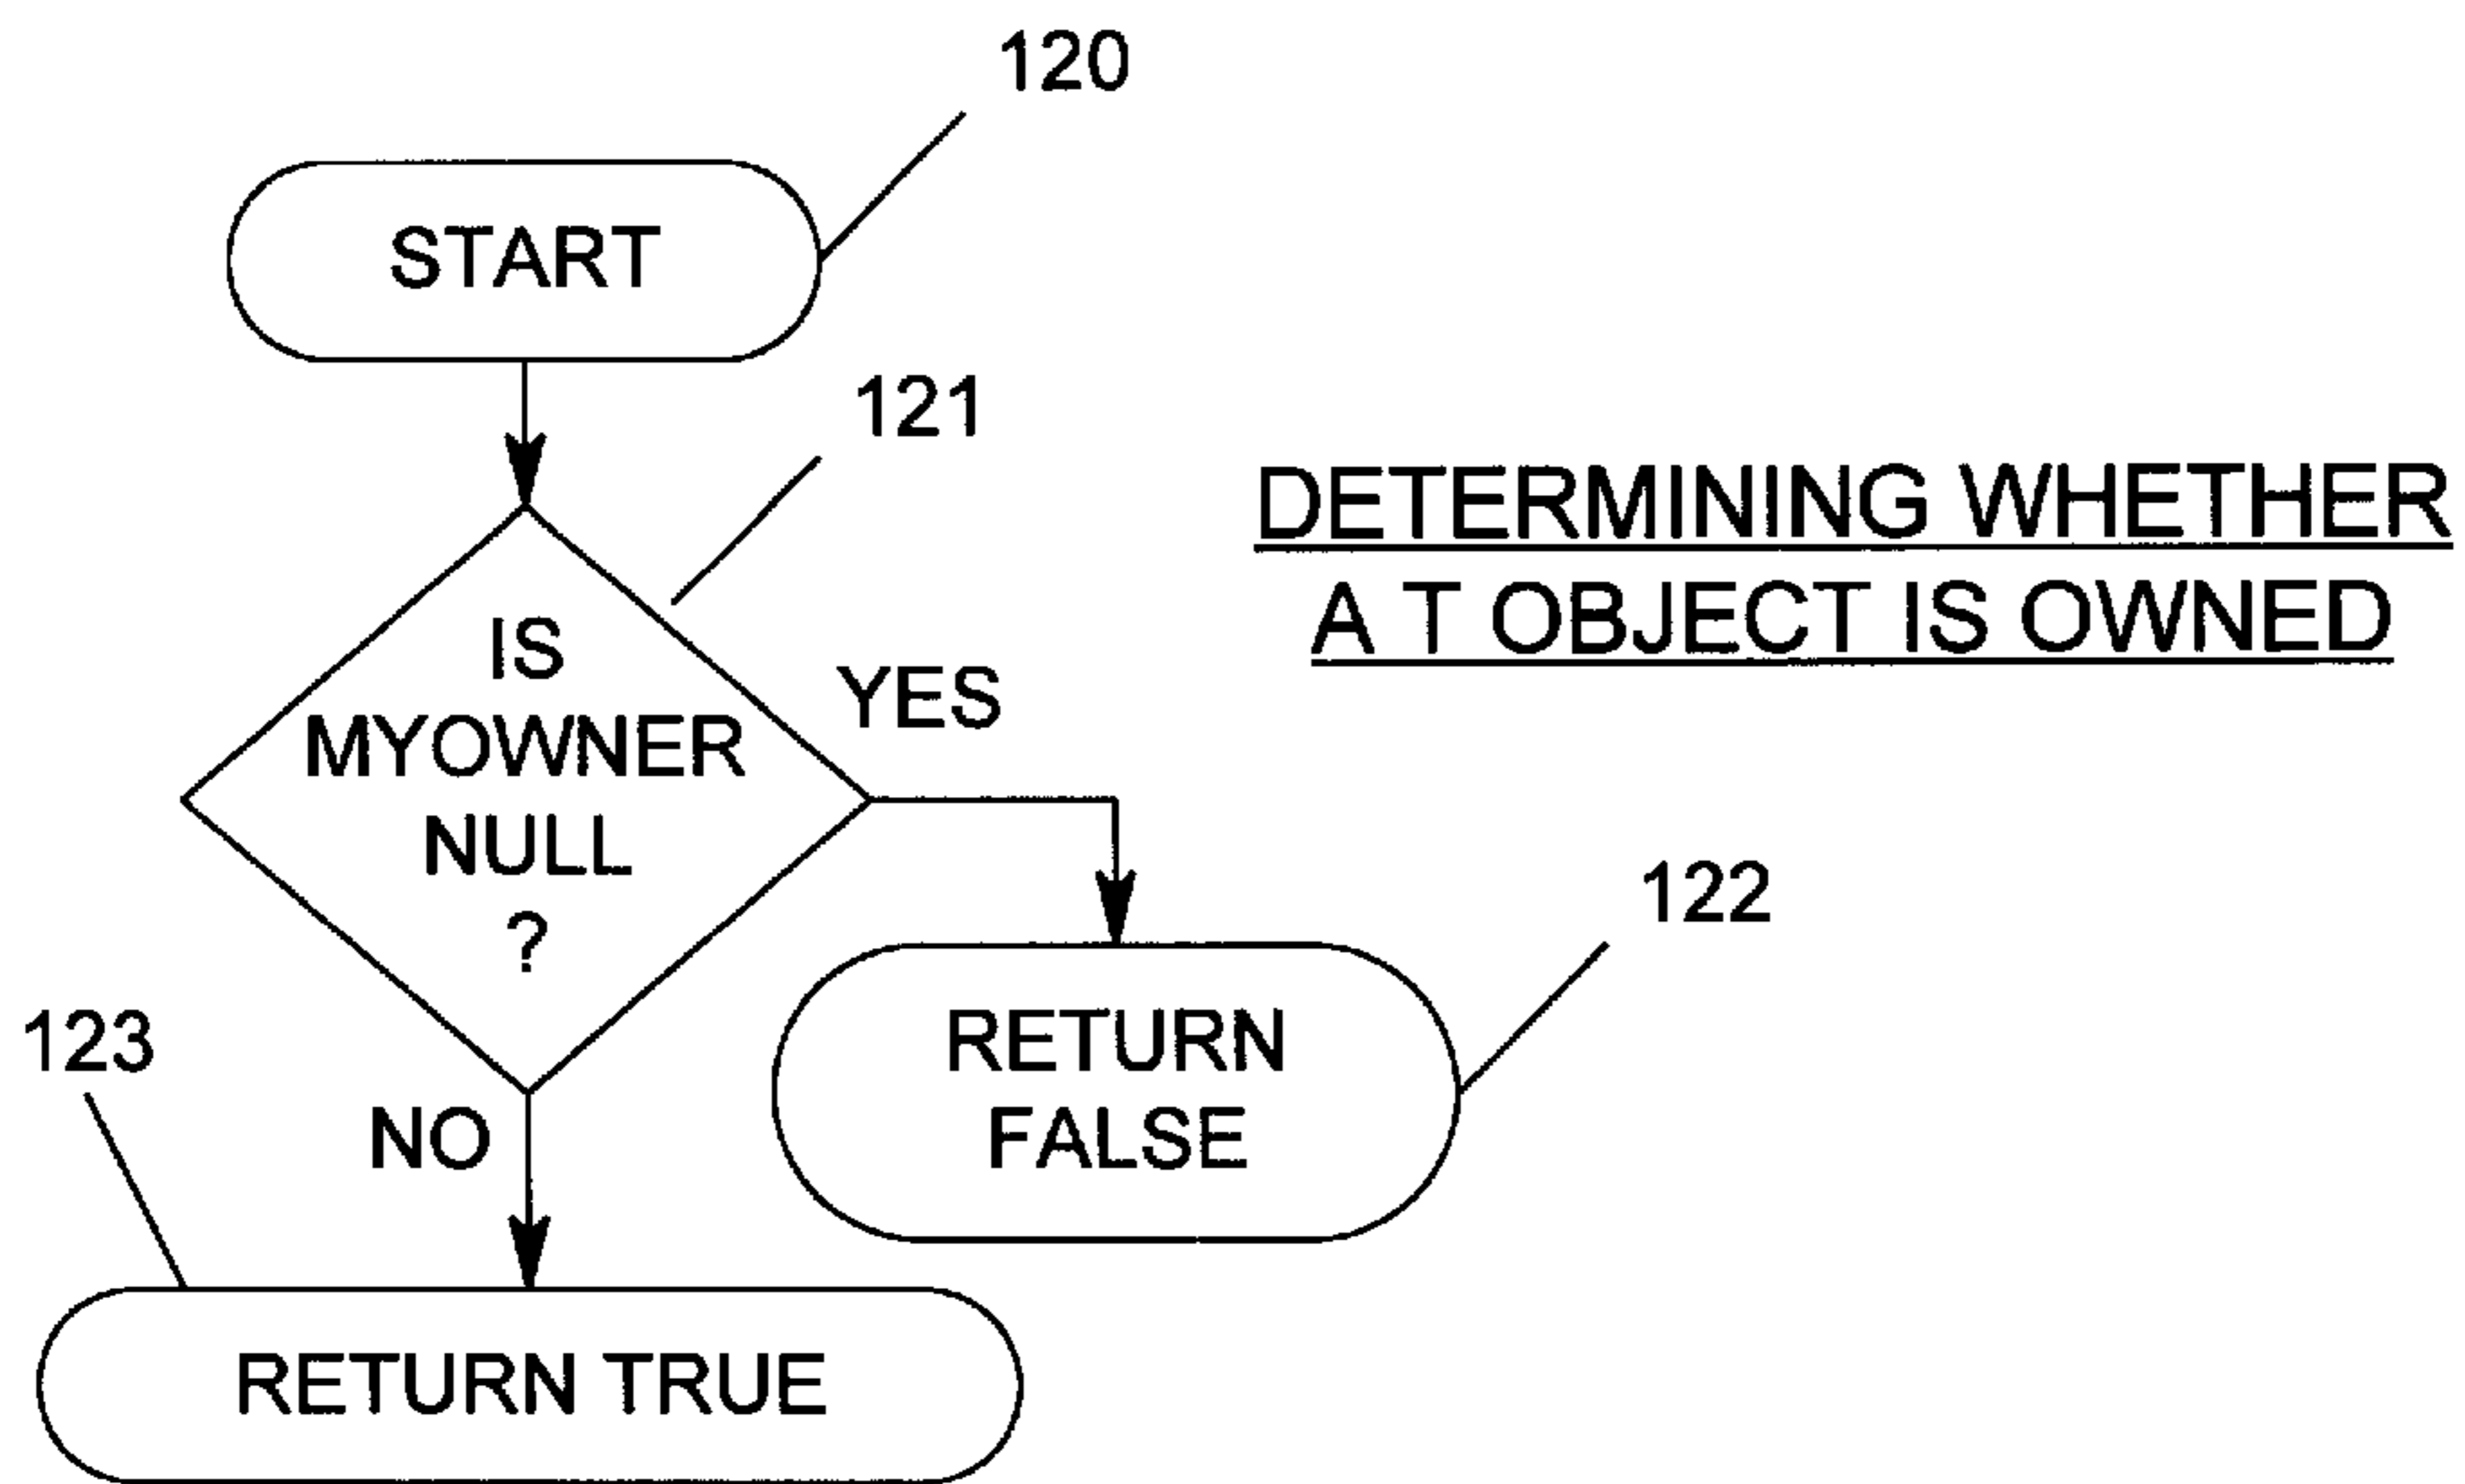 120
START
121
DETERMINING WHETHER
A T OBJECT IS OWNED
IS
MYOWNER
NULL
?
YES
122
RETURN
FALSE
123
NO
RETURN TRUE